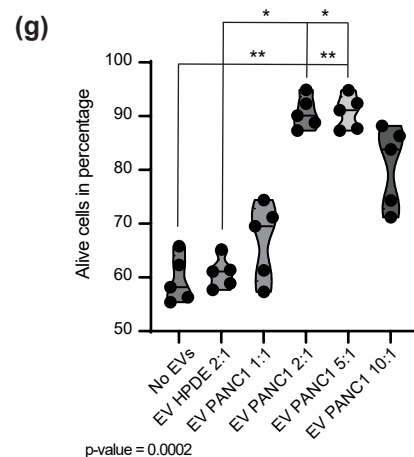 (g)
* *
** **
Alive cells in percentage
100
90
80
70
60
50
No EVs
EV HPDE 2:1
EV PANC1 1:1
EV PANC1 2:1
EV PANC1 5:1
EV PANC1 10:1
p-value = 0.0002